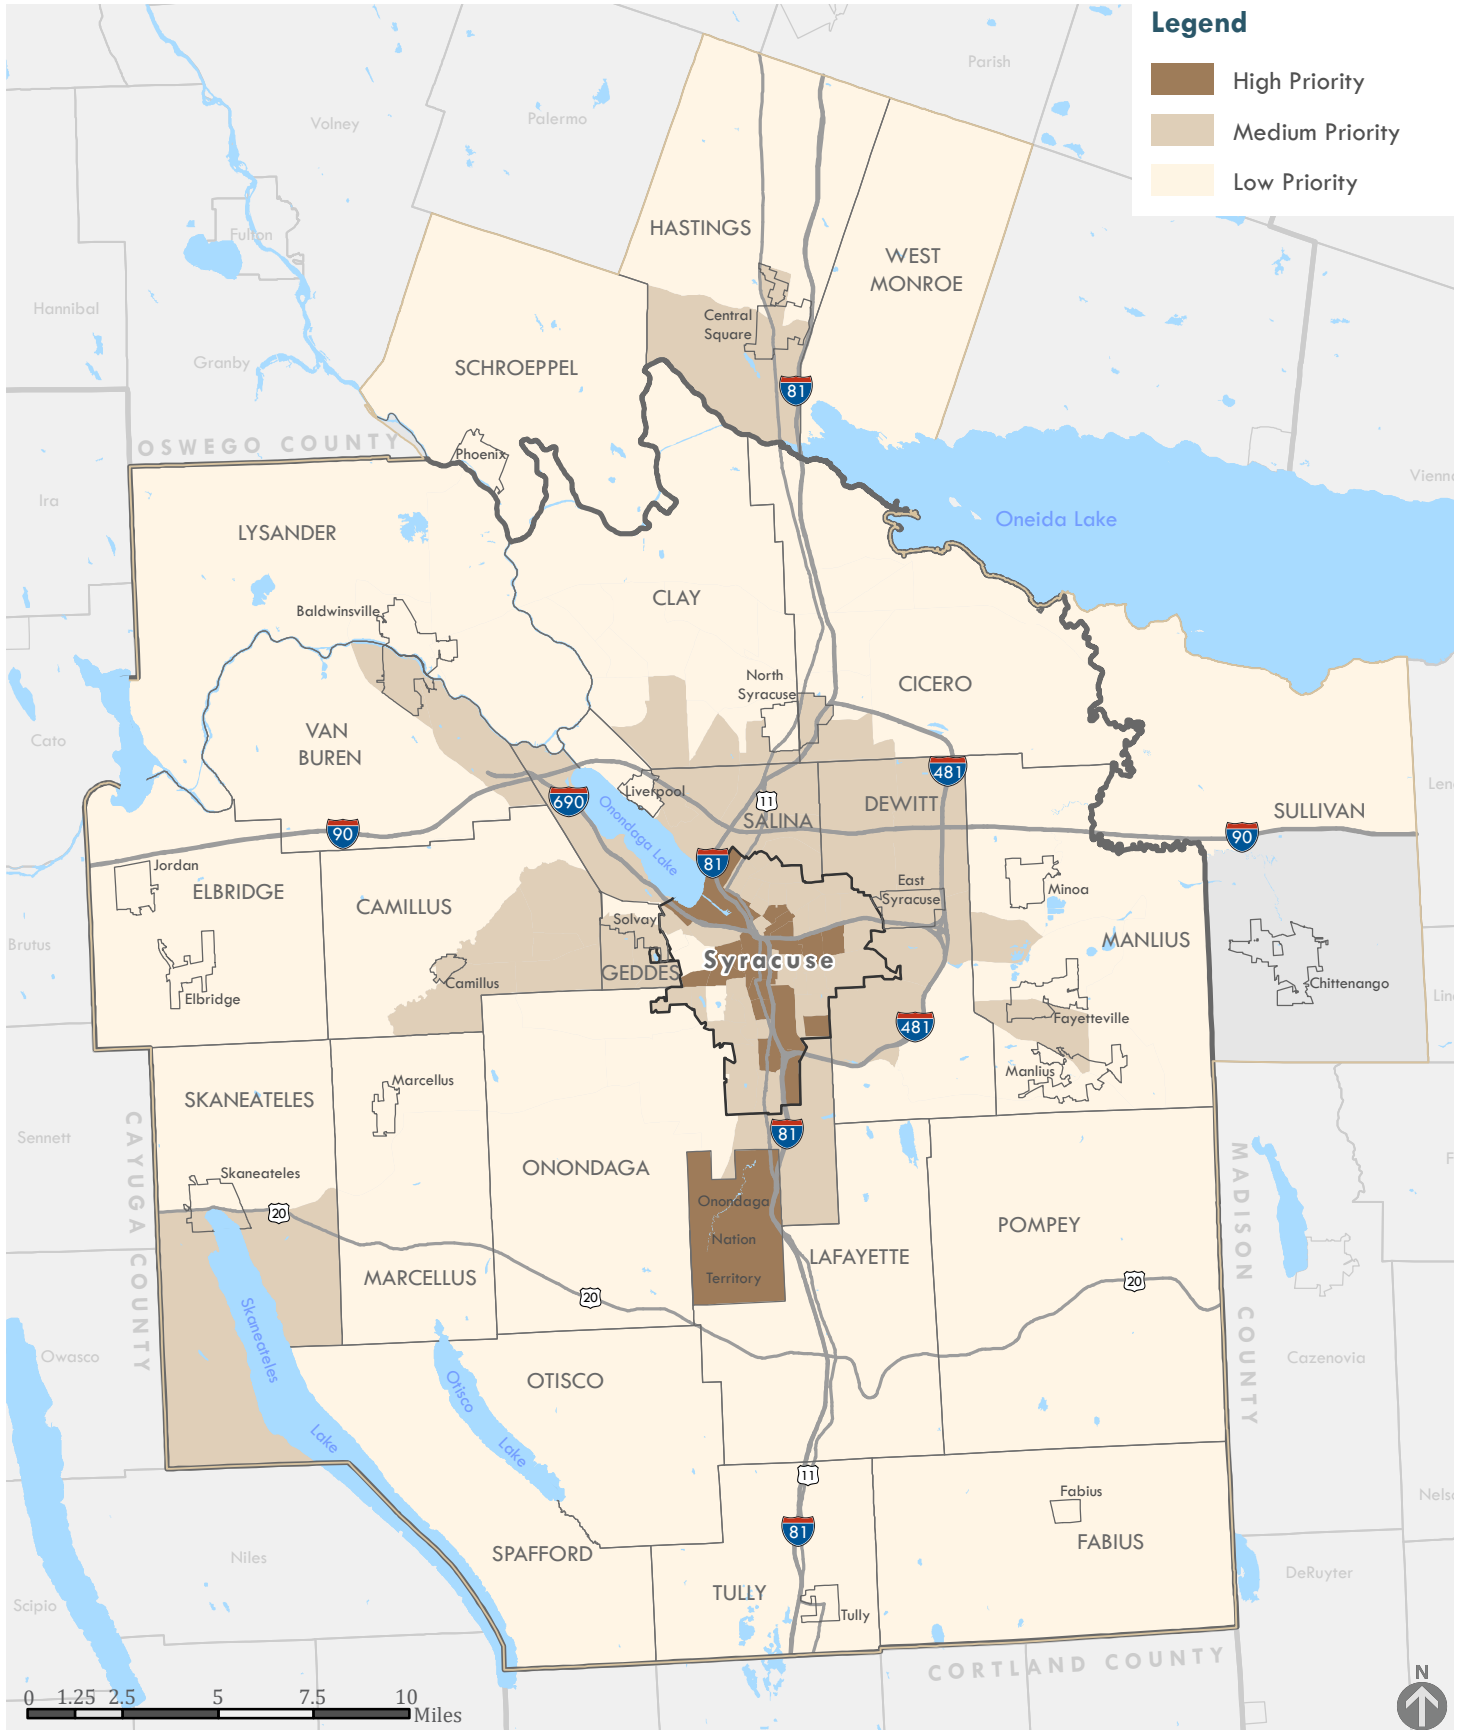 Legend
High Priority
Medium Priority
Low Priority
Parish
Volney
Palermo
Fulton
HASTINGS
WEST
MONROE
Hannibal
Central
Square
Granby
SCHROEPPEL
81
OSWEGO COUNTY
Phoenix
Ira
Oneida Lake
LYSANDER
CLAY
Baldwinsville
North
Syracuse
CICERO
VAN
BUREN
Cato
481
Liverpool
690
Onondaga Lake
11
SALINA
DEWITT
SULLIVAN
90
90
81
Jordan
ELBRIDGE
CAMILLUS
East
Syracuse
Minoa
Solvay
Brutus
Syracuse
MANLIUS
GEDDES
Camillus
Elbridge
Chittenango
Fayetteville
481
Manlius
Marcellus
SKANEATELES
CAYUGA COUNTY
Sennett
81
MADISON COUNTY
Skaneateles
ONONDAGA
Onondaga
Nation
Territory
20
POMPEY
LAFAYETTE
MARCELLUS
20
20
Skaneateles
Lake
Owasco
Cazenovia
OTISCO
Otisco
Lake
11
Fabius
81
FABIUS
SPAFFORD
Niles
DeRuyter
TULLY
Tully
Scipio
CORTLAND COUNTY
0 1.25 2.5 5 7.5 10
Miles
N